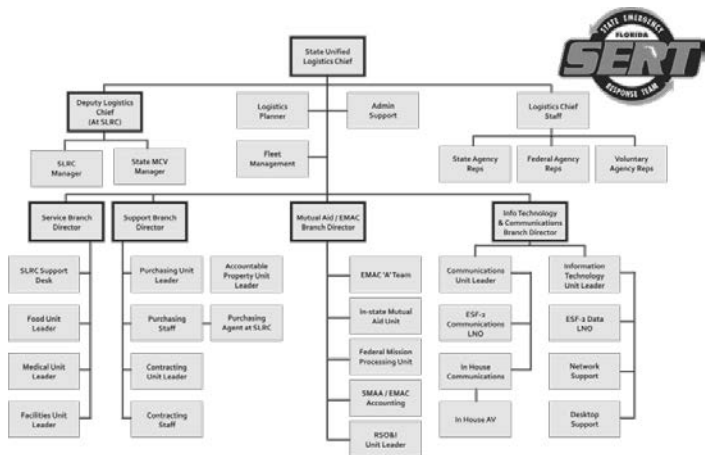 STATE EMERGENCY
FLORIDA
SERT
RESPONSE TEAM
State Unified
Logistics Chief
Deputy Logistics
Chief
(At SLRC)
Logistics
Planner
Admin
Support
Logistics Chief
Staff
SLRC
Manager
State MCV
Manager
Fleet
Management
State Agency
Reps
Federal Agency
Reps
Voluntary
Agency Reps
Service Branch
Director
Support Branch
Director
Mutual Aid / EMAC
Branch Director
Info Technology
& Communications
Branch Director
SLRC Support
Desk
Food Unit
Leader
Medical Unit
Leader
Facilities Unit
Leader
Purchasing Unit
Leader
Accountable
Property Unit
Leader
Purchasing
Staff
Purchasing
Agent at SLRC
Contracting
Unit Leader
Contracting
Staff
EMAC 'A' Team
In-state Mutual
Aid Unit
Federal Mission
Processing Unit
SMAA / EMAC
Accounting
RSO&I
Unit Leader
Communications
Unit Leader
ESF-2
Communications
LNO
In House
Communications
In House AV
Information
Technology
Unit Leader
ESF-2 Data
LNO
Network
Support
Desktop
Support